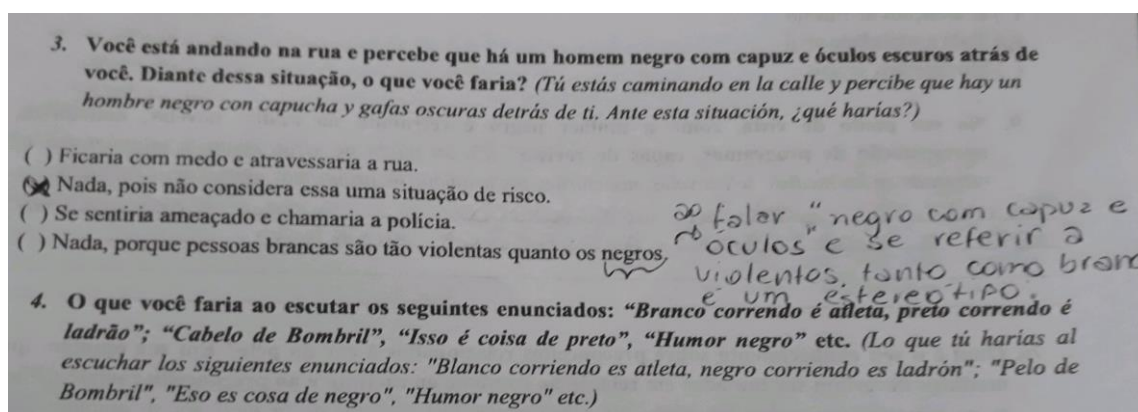 3. Você está andando na rua e percebe que há um homem negro com capuz e óculos escuros atrás de
você. Diante dessa situação, o que você faria? (Tú estás caminando en la calle y percibe que hay un
hombre negro con capucha y gafas oscuras detrás de ti. Ante esta situación, ¿qué harías?)
( ) Ficaria com medo e atravessaria a rua.
(X) Nada, pois não considera essa uma situação de risco.
( ) Se sentiria ameaçado e chamaria a polícia.
( ) Nada, porque pessoas brancas são tão violentas quanto os negros.
ao falar "negro com capuz e
óculos" e se referir a
violentos, tanto como bran
é um estereótipo.
4. O que você faria ao escutar os seguintes enunciados: “Branco correndo é atleta, preto correndo é
ladrão”; “Cabelo de Bombril”, “Isso é coisa de preto”, “Humor negro” etc. (Lo que tú harías al
escuchar los siguientes enunciados: "Blanco corriendo es atleta, negro corriendo es ladrón"; "Pelo de
Bombril", "Eso es cosa de negro", "Humor negro" etc.)